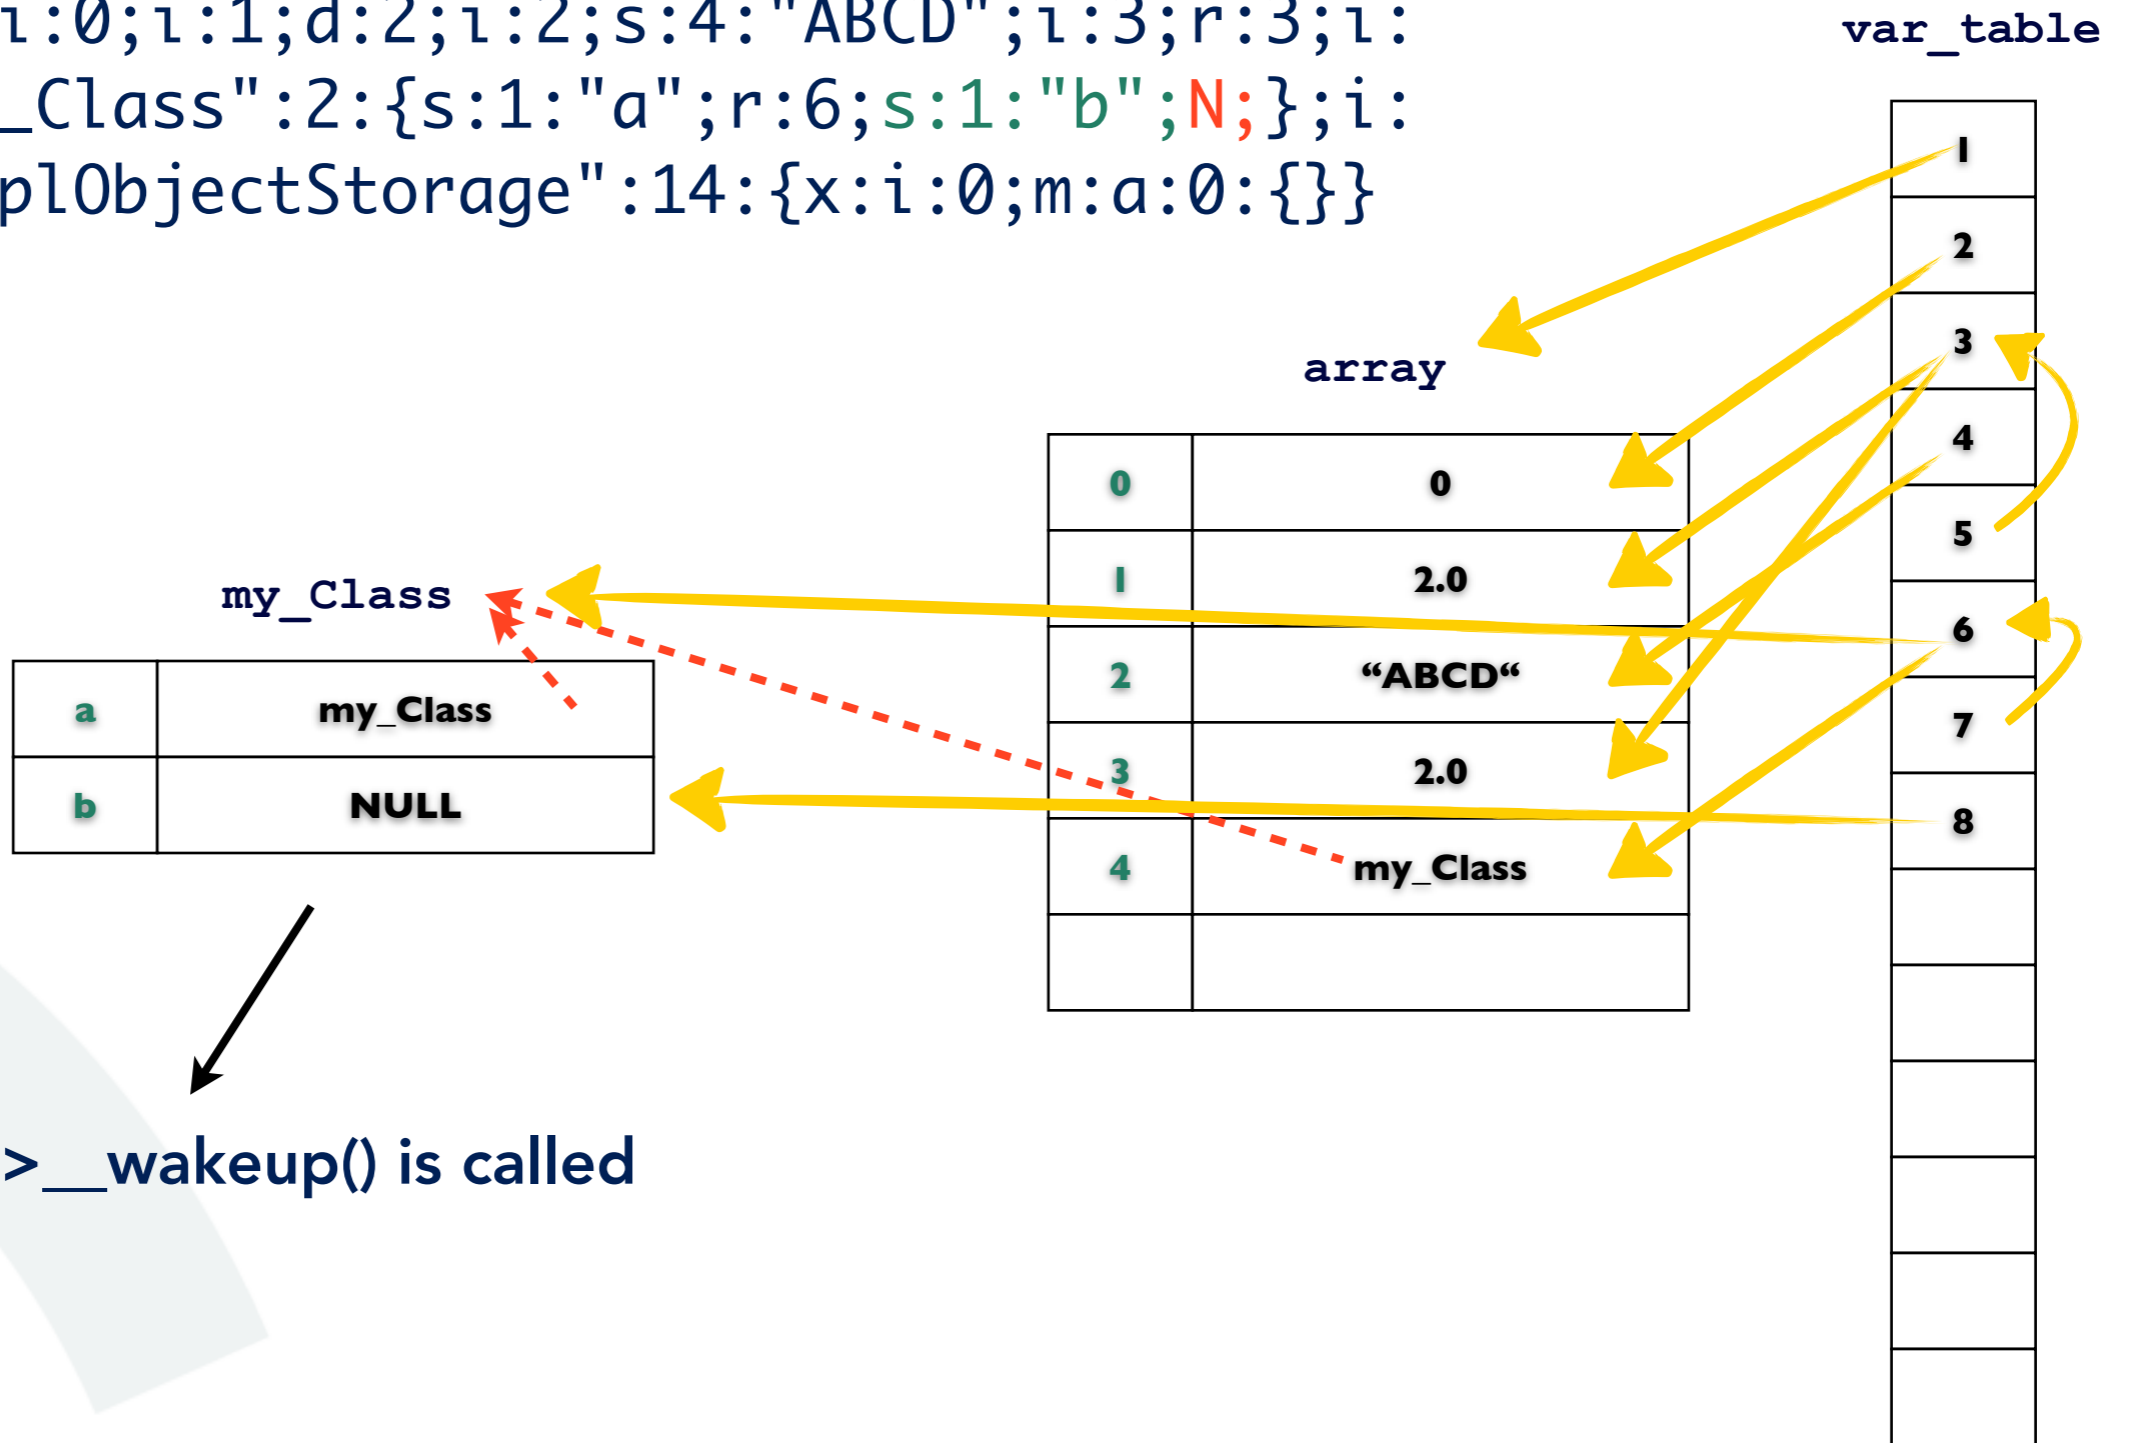 i:0;i:1;d:2;i:2;s:4:"ABCD";i:3;r:3;i:
_Class":2:{s:1:"a";r:6;s:1:"b";N;};i:
plObjectStorage":14:{x:i:0;m:a:0:{}}
var_table
1
2
3
4
5
6
7
8
array
0 0
1 2.0
2 “ABCD“
3 2.0
4 my_Class
my_Class
a my_Class
b NULL
>__wakeup() is called